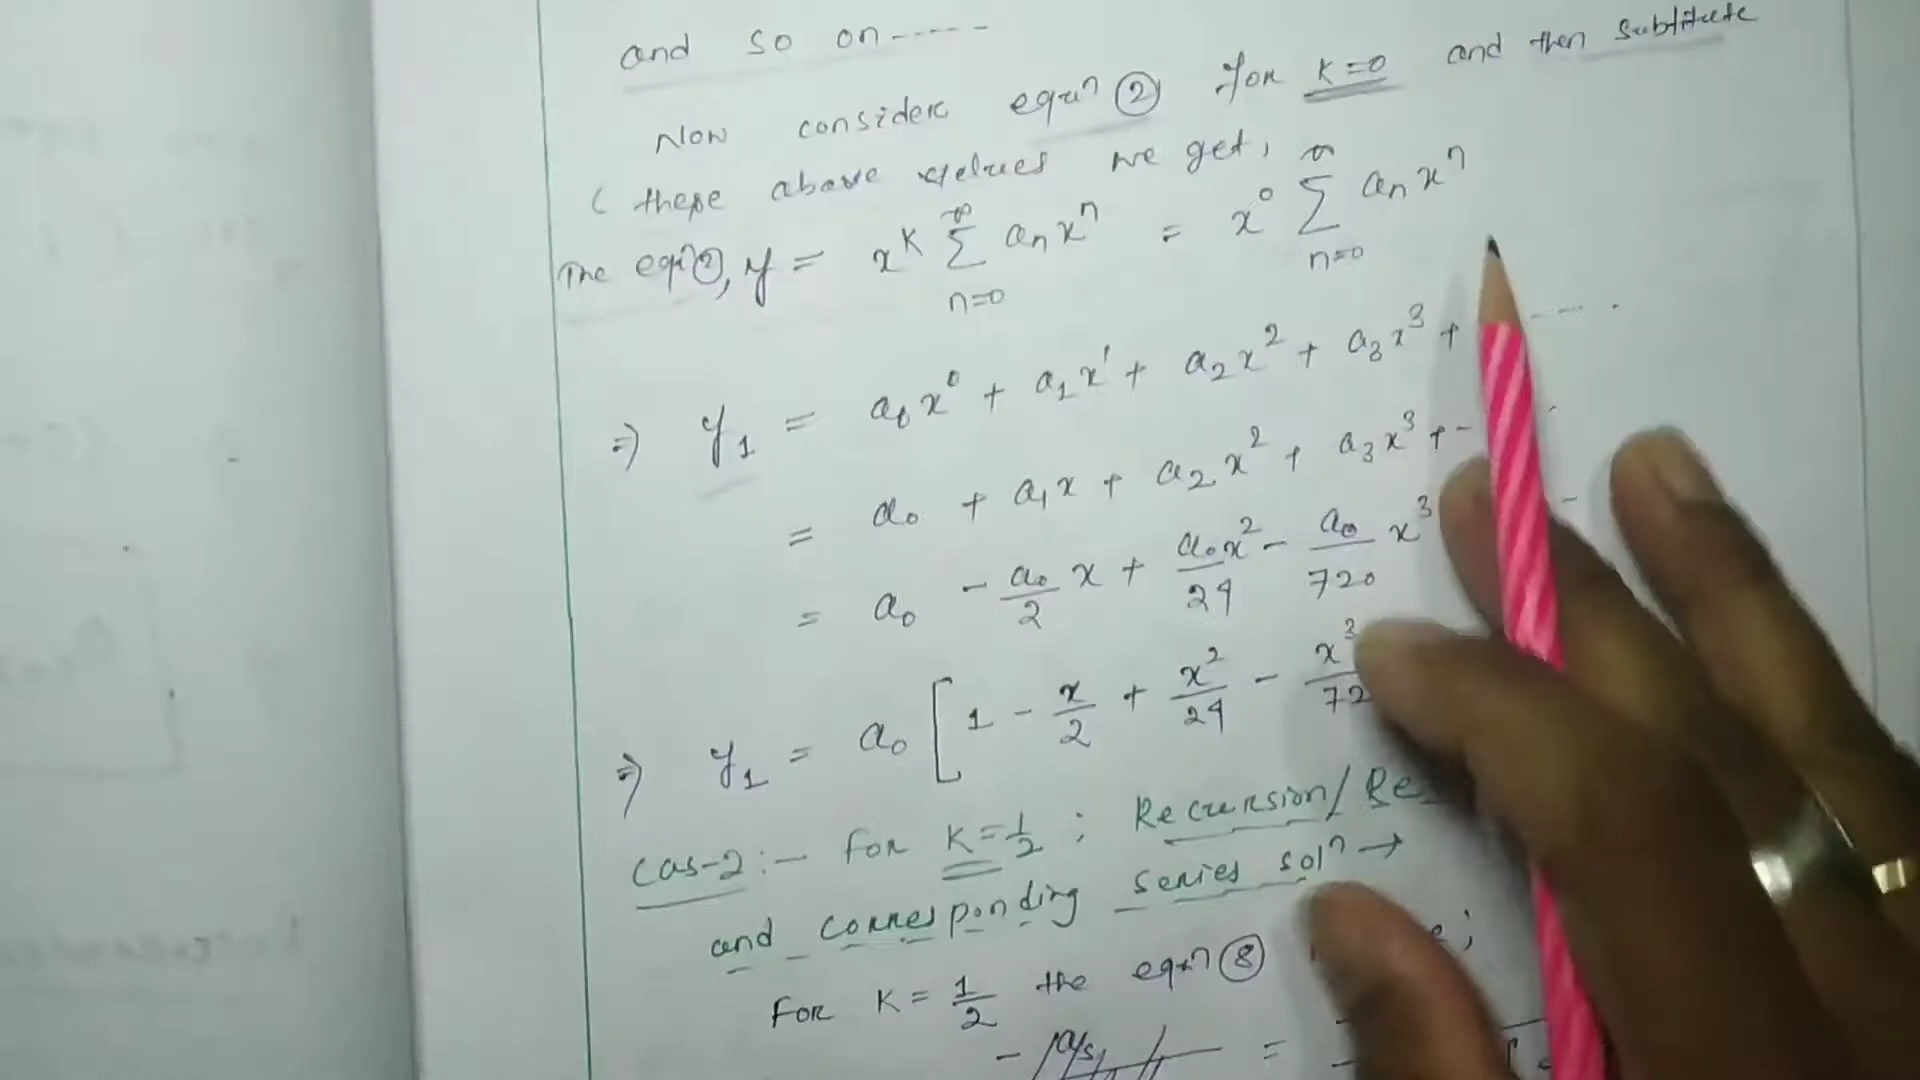 and so on-----
Now consider eqnⁿ ② for K=0 and then substitute
( these above values we get,
The eqⁿ②, y = x^K ∑_{n=0}^{∞} a_n x^n = x^0 ∑_{n=0}^{∞} a_n x^n
⇒) y_1 = a_0 x^0 + a_1 x^1 + a_2 x^2 + a_3 x^3 + ......
= a_0 + a_1 x + a_2 x^2 + a_3 x^3 + -
= a_0 - a_0/2 x + a_0 x^2/24 - a_0/720 x^3 -
⇒) y_1 = a_0 [ 1 - x/2 + x^2/24 - x^3/72
Cas-2:- For K=1/2 ; Recursion/Re
and corresponding series solⁿ →
For K = 1/2 the eqnⁿ ⑧
=